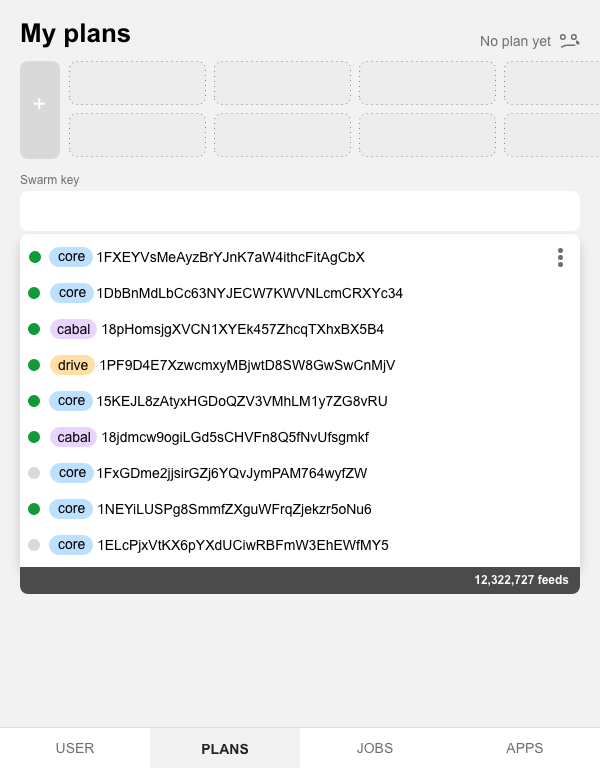 My plans
No plan yet
+
Swarm key
core 1FXEYVsMeAyzBrYJnK7aW4ithcFitAgCbX
core 1DbBnMdLbCc63NYJECW7KWVNLcmCRXYc34
cabal 18pHomsjgXVCN1XYEk457ZhcqTXhxBX5B4
drive 1PF9D4E7XzwcmxyMBjwtD8SW8GwSwCnMjV
core 15KEJL8zAtyxHGDoQZV3VMhLM1y7ZG8vRU
cabal 18jdmcw9ogiLGd5sCHVFn8Q5fNvUfsgmkf
core 1FxGDme2jjsirGZj6YQvJymPAM764wyfZW
core 1NEYiLUSPg8SmmfZXguWFrqZjekzr5oNu6
core 1ELcPjxVtKX6pYXdUCiwRBFmW3EhEWfMY5
12,322,727 feeds
USER PLANS JOBS APPS